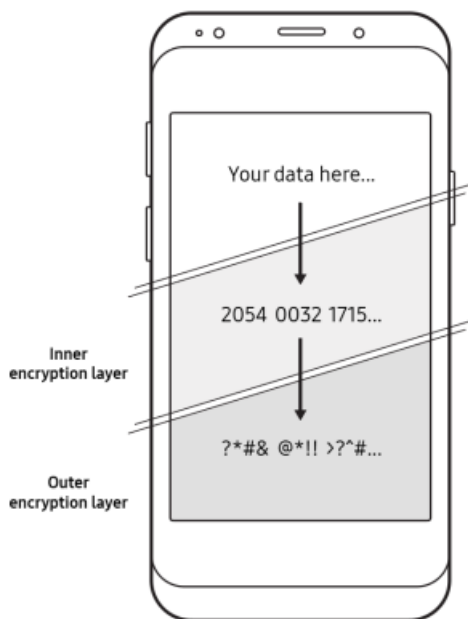 Your data here...
2054 0032 1715...
Inner
encryption layer
?*#& @*!! >?^#...
Outer
encryption layer